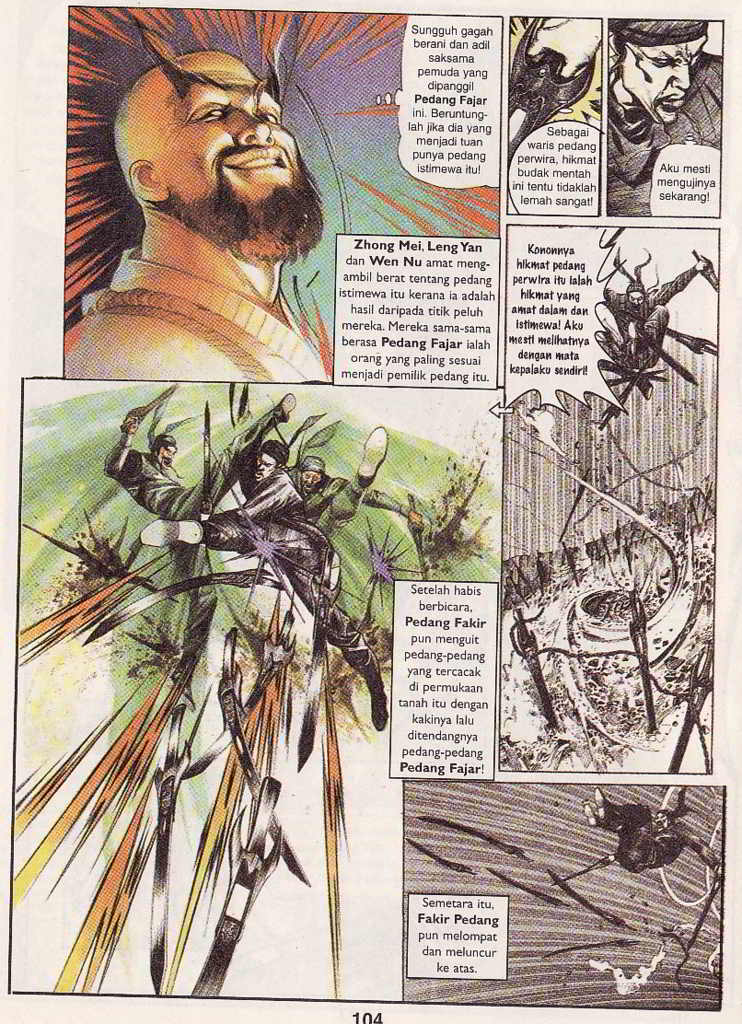 Sungguh gagah
berani dan adil
saksama
pemuda yang
dipanggil
Pedang Fajar
ini. Beruntung-
lah jika dia yang
menjadi tuan
punya pedang
istimewa itu!
Sebagai
waris pedang
perwira, hikmat
budak mentah
ini tentu tidaklah
lemah sangat!
Aku mesti
mengujinya
sekarang!
Zhong Mei, Leng Yan
dan Wen Nu amat meng-
ambil berat tentang pedang
istimewa itu kerana ia adalah
hasil daripada titik peluh
mereka. Mereka sama-sama
berasa Pedang Fajar ialah
orang yang paling sesuai
menjadi pemilik pedang itu.
Kononnya
hikmat pedang
perwira itu ialah
hikmat yang
amat dalam dan
istimewa! Aku
mesti melihatnya
dengan mata
kepalaku sendiri!
Setelah habis
berbicara,
Pedang Fakir
pun menguit
pedang-pedang
yang tercacak
di permukaan
tanah itu dengan
kakinya lalu
ditendangnya
pedang-pedang
Pedang Fajar!
Semetara itu,
Fakir Pedang
pun melompat
dan meluncur
ke atas.
104